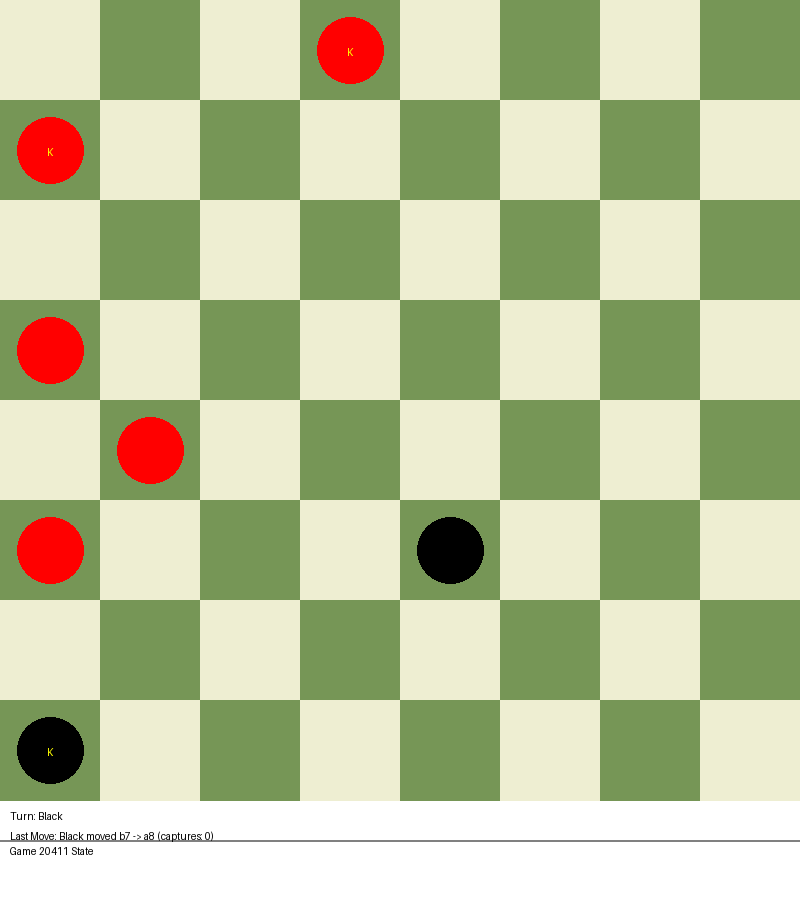 K
K
K
Turn: Black
Last Move: Black moved b7 -> a8 (captures: 0)
Game 20411 State